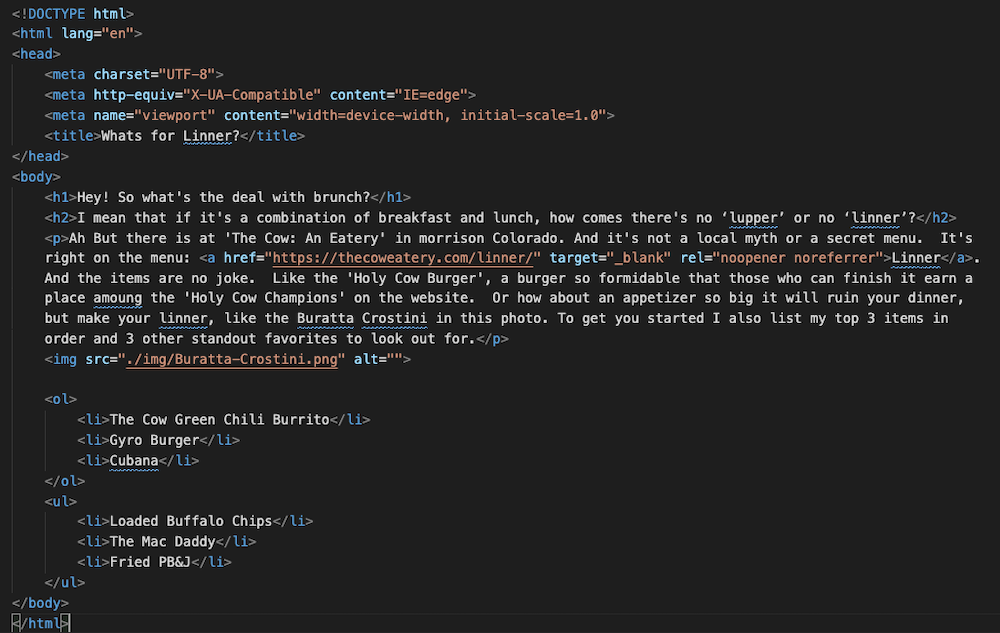 <!DOCTYPE html>
<html lang="en">
<head>
    <meta charset="UTF-8">
    <meta http-equiv="X-UA-Compatible" content="IE=edge">
    <meta name="viewport" content="width=device-width, initial-scale=1.0">
    <title>Whats for Linner?</title>
</head>
<body>
    <h1>Hey! So what's the deal with brunch?</h1>
    <h2>I mean that if it's a combination of breakfast and lunch, how comes there's no ‘lupper’ or no ‘linner’?</h2>
    <p>Ah But there is at 'The Cow: An Eatery' in morrison Colorado. And it's not a local myth or a secret menu.  It's
    right on the menu: <a href="https://thecoweatery.com/linner/" target="_blank" rel="noopener noreferrer">Linner</a>.
    And the items are no joke.  Like the 'Holy Cow Burger', a burger so formidable that those who can finish it earn a
    place amoung the 'Holy Cow Champions' on the website.  Or how about an appetizer so big it will ruin your dinner,
    but make your linner, like the Buratta Crostini in this photo. To get you started I also list my top 3 items in
    order and 3 other standout favorites to look out for.</p>
    <img src="./img/Buratta-Crostini.png" alt="">

    <ol>
        <li>The Cow Green Chili Burrito</li>
        <li>Gyro Burger</li>
        <li>Cubana</li>
    </ol>
    <ul>
        <li>Loaded Buffalo Chips</li>
        <li>The Mac Daddy</li>
        <li>Fried PB&J</li>
    </ul>
</body>
</html>